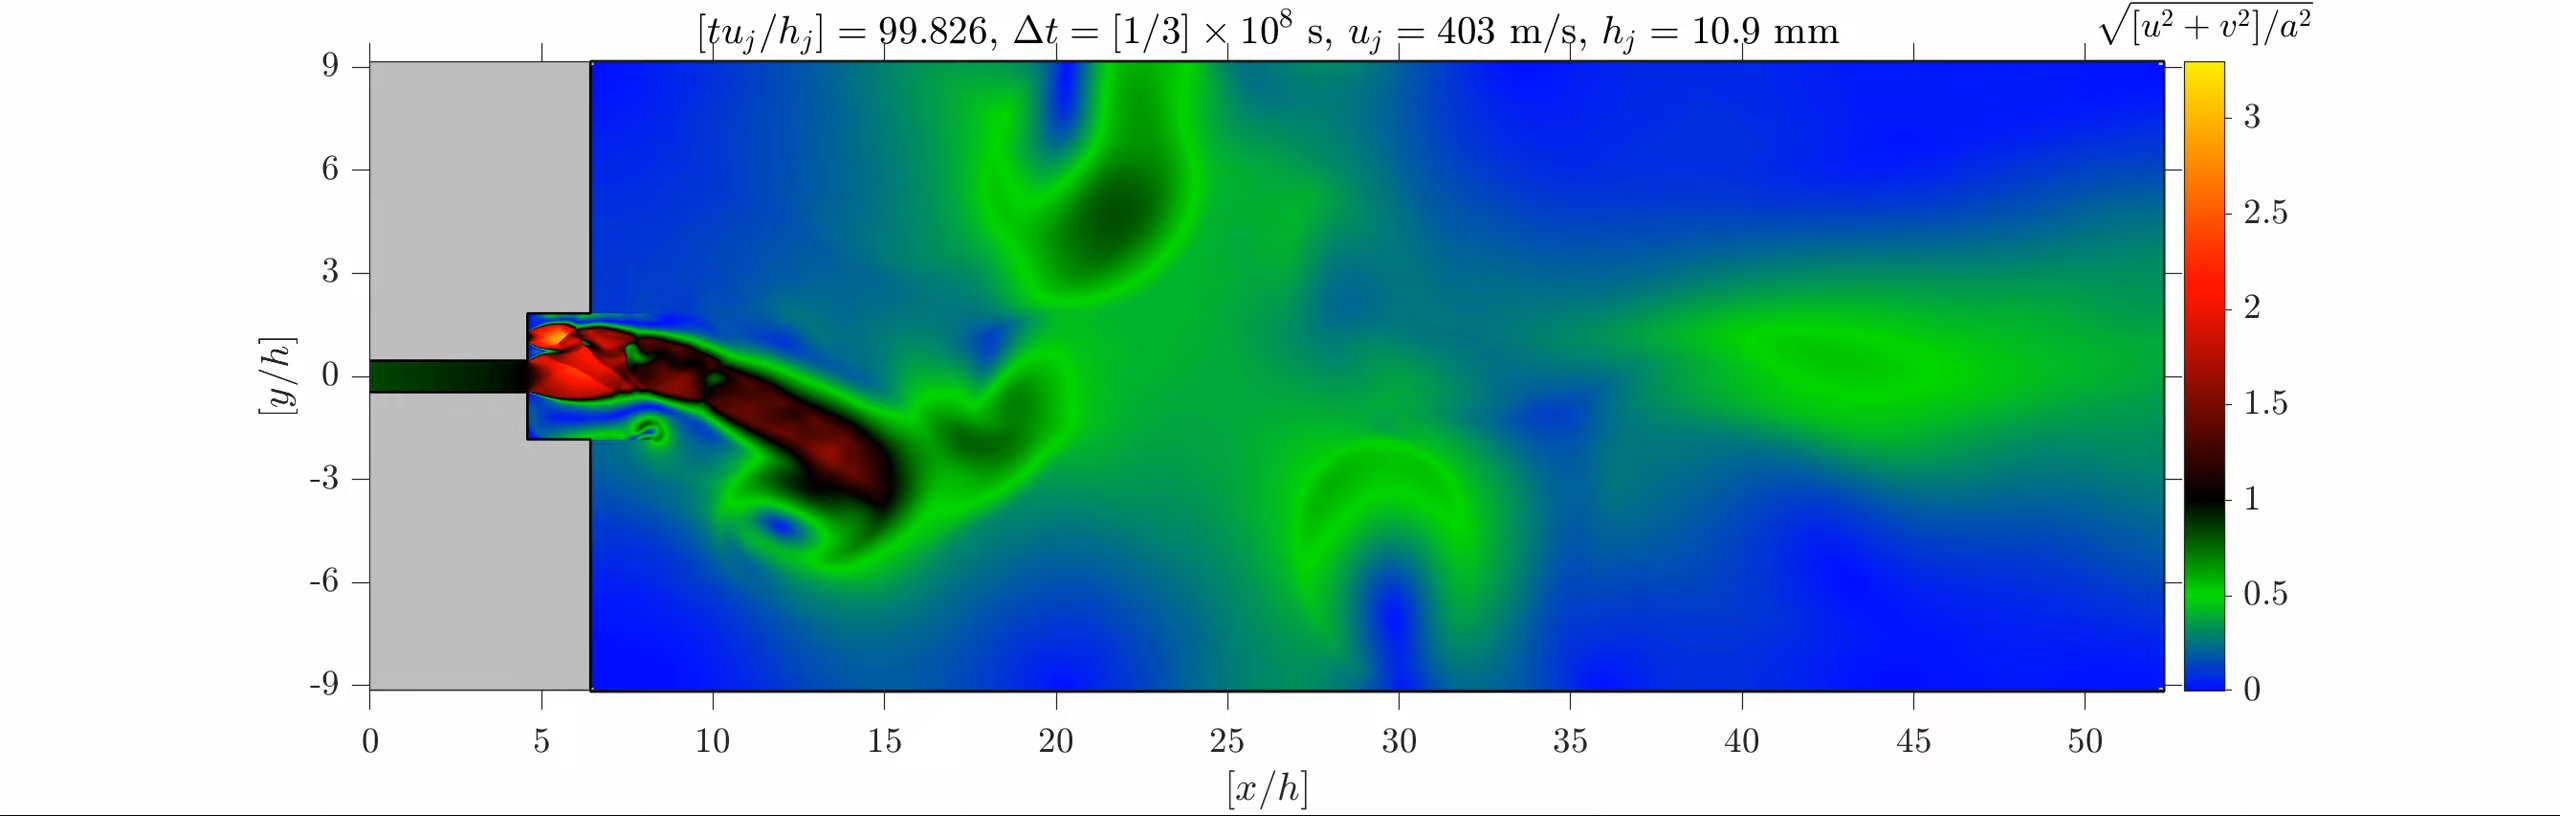 [tu_j/h_j] = 99.826, Δt = [1/3] × 10^8 s, u_j = 403 m/s, h_j = 10.9 mm
√[u² + v²]/a²
9
6
3
0
-3
-6
-9
[y/h]
0 5 10 15 20 25 30 35 40 45 50
[x/h]
3
2.5
2
1.5
1
0.5
0